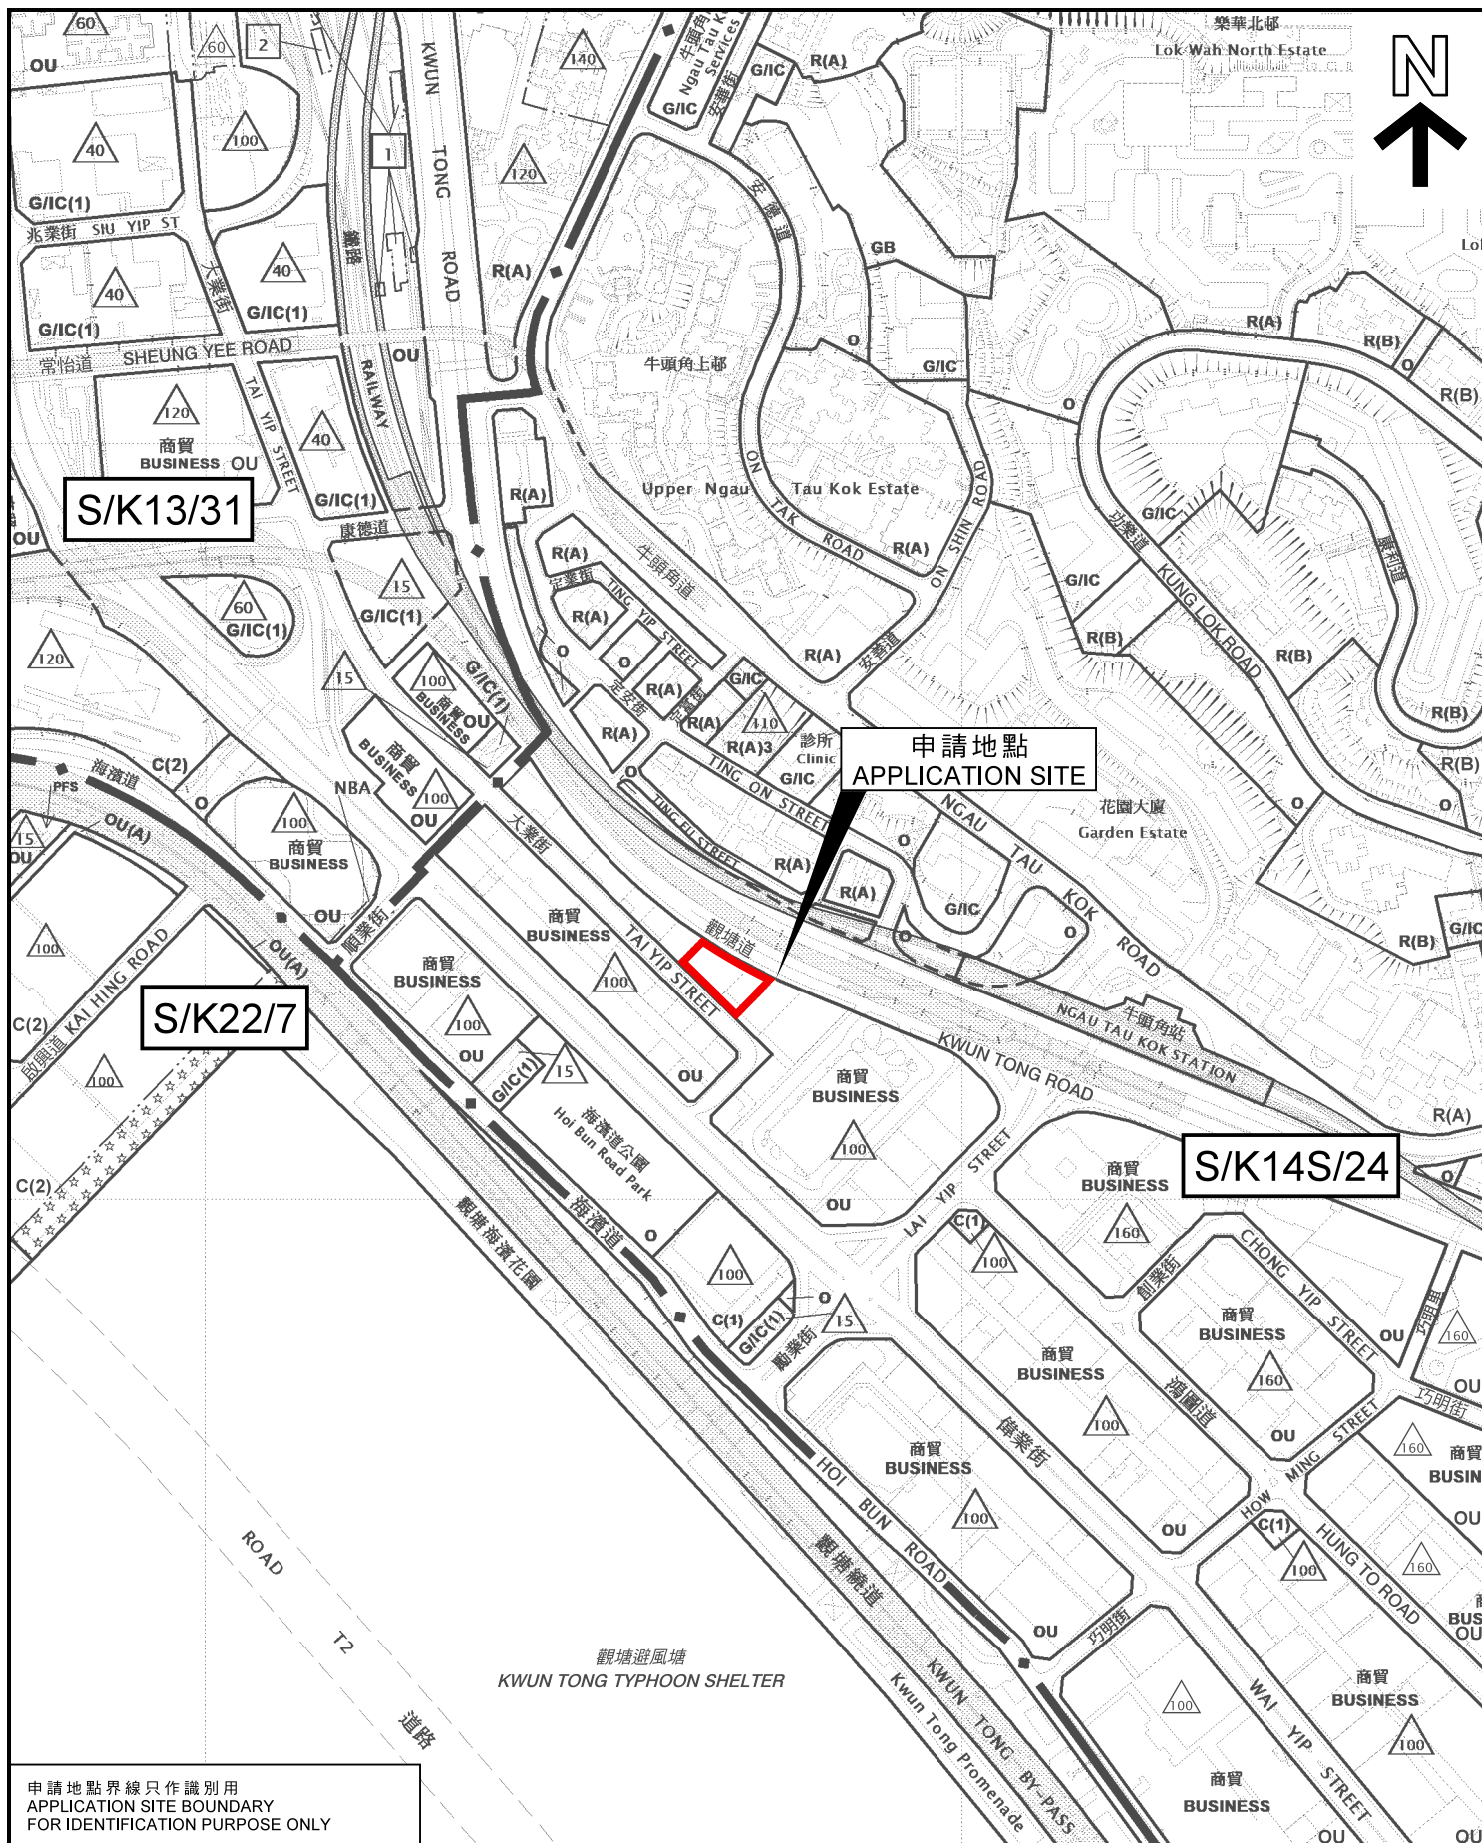 樂華北邨
Lok Wah North Estate
N
60
60
2
OU
KWUN TONG ROAD
140
牛頭角
Ngau Tau K
Services
安華街
G/IC
R(A)
G/IC
40
100
1
120
G/IC(1)
兆業街 SIU YIP ST
大業街
鐵路
安德道
GB
40
40
G/IC(1)
G/IC(1)
R(A)
常怡道 SHEUNG YEE ROAD
OU
RAILWAY
牛頭角上邨
O
G/IC
R(A)
R(B)
O
R(B)
O
120
商貿
BUSINESS OU
TAI YIP STREET
40
G/IC(1)
康德道
S/K13/31
OU
R(A)
Upper Ngau Tau Kok Estate
ON TAK ROAD
R(A)
ON SHIN ROAD
安善道
功樂道
KUNG LOK ROAD
G/IC
康利道
G/IC
R(B)
R(B)
R(B)
R(B)
O
15
G/IC(1)
60
G/IC(1)
120
15
R(A)
定業街
TING YIP STREET
牛頭角道
R(A)
O
O
R(A)
定安街
G/IC
R(A)
R(A)
110
R(A)3
R(A)
診所
Clinic
G/IC
100
商貿
BUSINESS
OU
G/IC(1)
商貿
BUSINESS
100
OU
NBA
申請地點
APPLICATION SITE
TING ON STREET
TING FU STREET
O
R(A)
R(A)
O
G/IC
O
O
花園大廈
Garden Estate
NGAU TAU KOK ROAD
C(2)
海濱道
PFS
O
OU(A)
15
OU
100
商貿
BUSINESS
OU
順業街
大業街
商貿
BUSINESS
TAI YIP STREET
100
觀塘道
R(B)
G/IC
100
C(2)
啟興道 KAI HING ROAD
OU(A)
S/K22/7
商貿
BUSINESS
100
OU
G/IC(1)
15
OU
海濱道公園
Hoi Bun Road Park
商貿
BUSINESS
100
OU
KWUN TONG ROAD
牛頭角站
NGAU TAU KOK STATION
R(A)
O
S/K14S/24
100
C(2)
觀塘海濱花園
海濱道
O
100
C(1)
G/IC(1)
O
15
勵業街
LAI YIP STREET
C(1)
100
商貿
BUSINESS
160
創業街
CHONG YIP STREET
商貿
BUSINESS
160
OU
OU
巧明里
160
OU
巧明街
商貿
BUSINESS
100
鴻圖道
偉業街
商貿
BUSINESS
100
HOI BUN ROAD
OU
HOW MING STREET
160
商貿
BUSIN
OU
C(1)
100
HUNG TO ROAD
160
BUS
OU
觀塘繞道
OU
巧明街
100
WAI YIP STREET
商貿
BUSINESS
100
商貿
BUSINESS
OU
OU
KWUN TONG BY-PASS
Kwun Tong Promenade
ROAD T2
道路
觀塘避風塘
KWUN TONG TYPHOON SHELTER
申請地點界線只作識別用
APPLICATION SITE BOUNDARY
FOR IDENTIFICATION PURPOSE ONLY